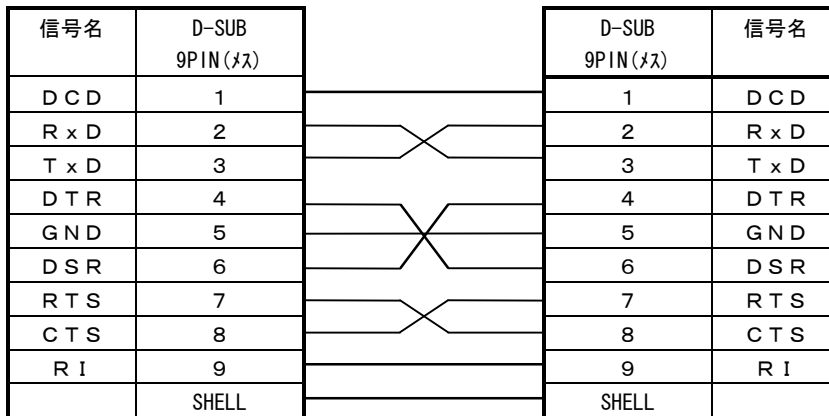 信号名 D-SUB 9PIN(ﾒｽ) D-SUB 9PIN(ﾒｽ) 信号名
ＤＣＤ 1 1 ＤＣＤ
ＲｘＤ 2 2 ＲｘＤ
ＴｘＤ 3 3 ＴｘＤ
ＤＴＲ 4 4 ＤＴＲ
ＧＮＤ 5 5 ＧＮＤ
ＤＳＲ 6 6 ＤＳＲ
ＲＴＳ 7 7 ＲＴＳ
ＣＴＳ 8 8 ＣＴＳ
ＲＩ 9 9 ＲＩ
SHELL SHELL